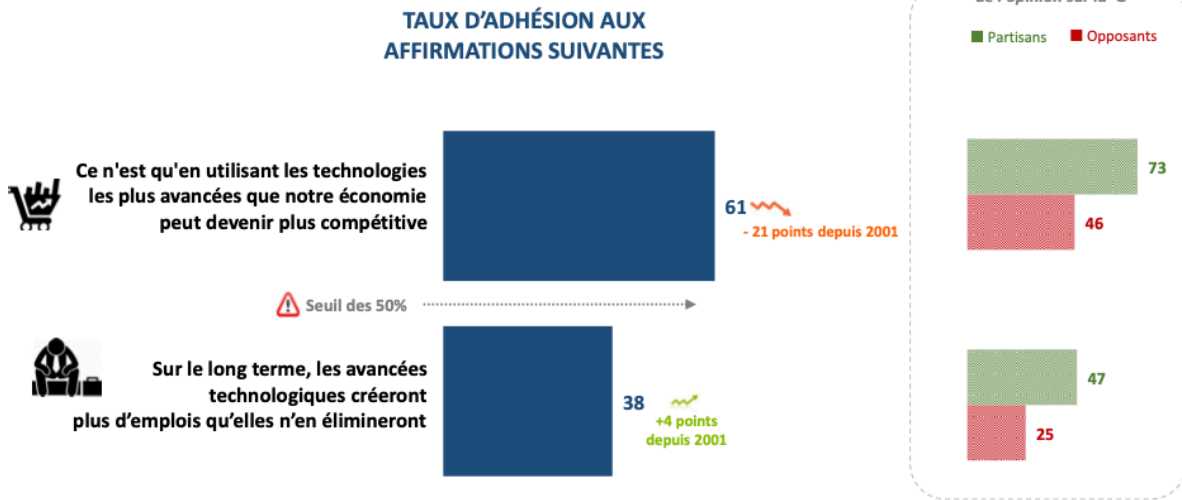 TAUX D'ADHÉSION AUX
AFFIRMATIONS SUIVANTES
Partisans
Opposants
Ce n'est qu'en utilisant les technologies
les plus avancées que notre économie
peut devenir plus compétitive
61
- 21 points depuis 2001
73
46
Seuil des 50%
Sur le long terme, les avancées
technologiques créeront
plus d'emplois qu'elles n'en élimineront
38
+4 points
depuis 2001
47
25